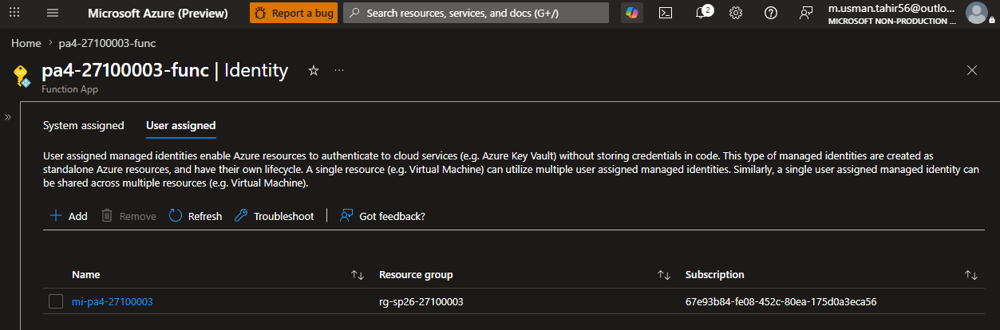 Microsoft Azure (Preview)
Report a bug
Search resources, services, and docs (G+/)
2
m.usman.tahir56@outlo...
MICROSOFT NON-PRODUCTION ...
Home > pa4-27100003-func
pa4-27100003-func | Identity
Function App
System assigned
User assigned
User assigned managed identities enable Azure resources to authenticate to cloud services (e.g. Azure Key Vault) without storing credentials in code. This type of managed identities are created as
standalone Azure resources, and have their own lifecycle. A single resource (e.g. Virtual Machine) can utilize multiple user assigned managed identities. Similarly, a single user assigned managed identity can
be shared across multiple resources (e.g. Virtual Machine).
Add Remove Refresh Troubleshoot Got feedback?
Name Resource group Subscription
mi-pa4-27100003 rg-sp26-27100003 67e93b84-fe08-452c-80ea-175d0a3eca56